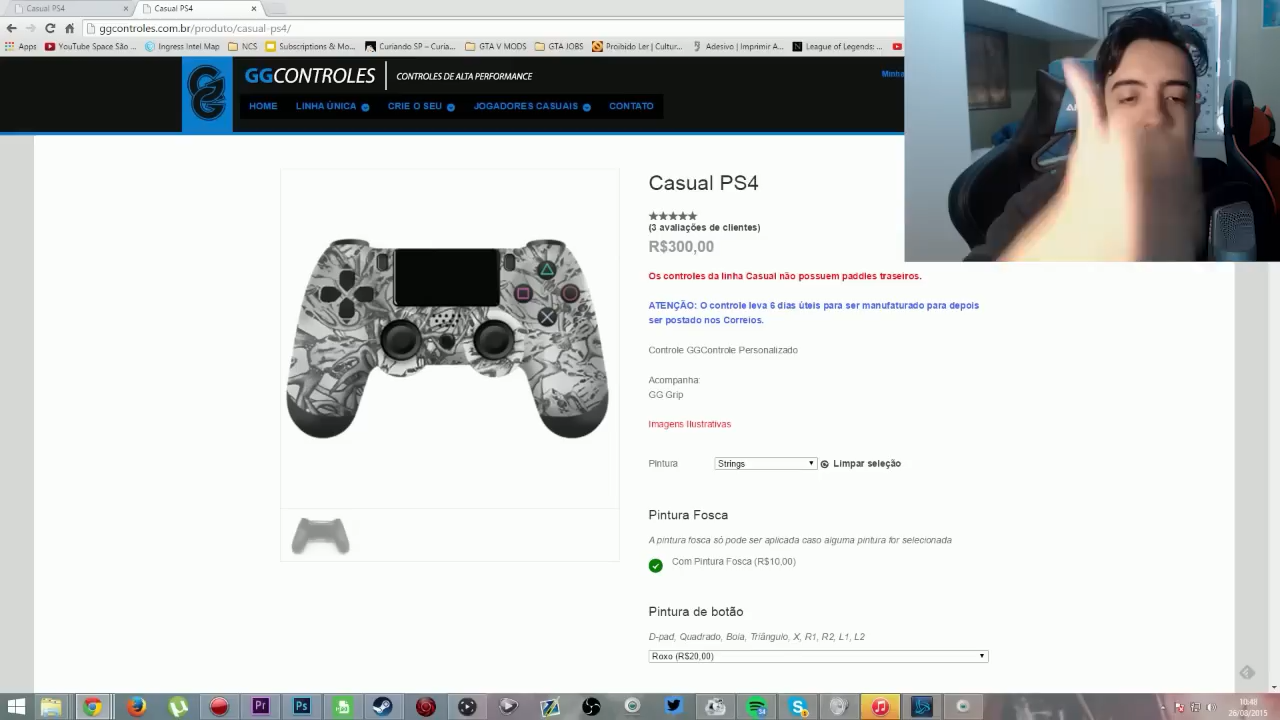 Casual PS4
Casual PS4
ggcontroles.com.br/produto/casual-ps4/
Apps
YouTube Space São ...
Ingress Intel Map
NCS
Subscriptions & Mo...
Curiando SP – Curia...
GTA V MODS
GTA JOBS
Proibido Ler | Cultur...
Adesivo | Imprimir A...
League of Legends: ...
GGCONTROLES
CONTROLES DE ALTA PERFORMANCE
Minha
HOME
LINHA ÚNICA
CRIE O SEU
JOGADORES CASUAIS
CONTATO
Casual PS4
(3 avaliações de clientes)
R$300,00
Os controles da linha Casual não possuem paddles traseiros.
ATENÇÃO: O controle leva 6 dias úteis para ser manufaturado para depois
ser postado nos Correios.
Controle GGControle Personalizado
Acompanha:
GG Grip
Imagens Ilustrativas
Pintura
Strings
Limpar seleção
Pintura Fosca
A pintura fosca só pode ser aplicada caso alguma pintura for selecionada
Com Pintura Fosca (R$10,00)
Pintura de botão
D-pad, Quadrado, Bola, Triângulo, X, R1, R2, L1, L2
Roxo (R$20,00)
10:48
26/08/2015